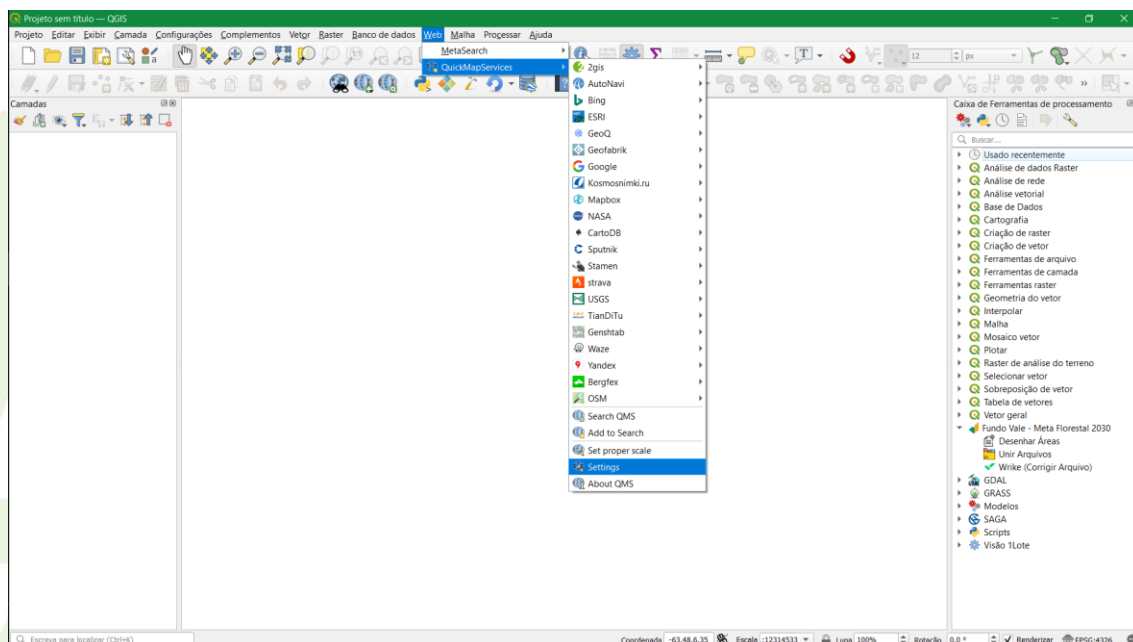 Projeto sem título — QGIS
Projeto Editar Exibir Camada Configurações Complementos Vetor Raster Banco de dados Web Malha Processar Ajuda
MetaSearch
QuickMapServices
12
px
Camadas
2gis
AutoNavi
Bing
ESRI
GeoQ
Geofabrik
Google
Kosmosnimki.ru
Mapbox
NASA
CartoDB
Sputnik
Stamen
strava
USGS
TianDiTu
Genshtab
Waze
Yandex
Bergfex
OSM
Search QMS
Add to Search
Set proper scale
Settings
About QMS
Caixa de Ferramentas de processamento
Buscar...
Usado recentemente
Análise de dados Raster
Análise de rede
Análise vetorial
Base de Dados
Cartografia
Criação de raster
Criação de vetor
Ferramentas de arquivo
Ferramentas de camada
Ferramentas raster
Geometria do vetor
Interpolar
Malha
Mosaico vetor
Plotar
Raster de análise do terreno
Selecionar vetor
Sobreposição de vetor
Tabela de vetores
Vetor geral
Fundo Vale - Meta Florestal 2030
Desenhar Áreas
Unir Arquivos
Wrike (Corrigir Arquivo)
GDAL
GRASS
Modelos
SAGA
Scripts
Visão 1Lote
Escreva para localizar (Ctrl+K)
Coordenada -63.48,6.35 Escala :12314533 Lupa 100% Rotação 0,0 ° Renderizar EPSG:4326